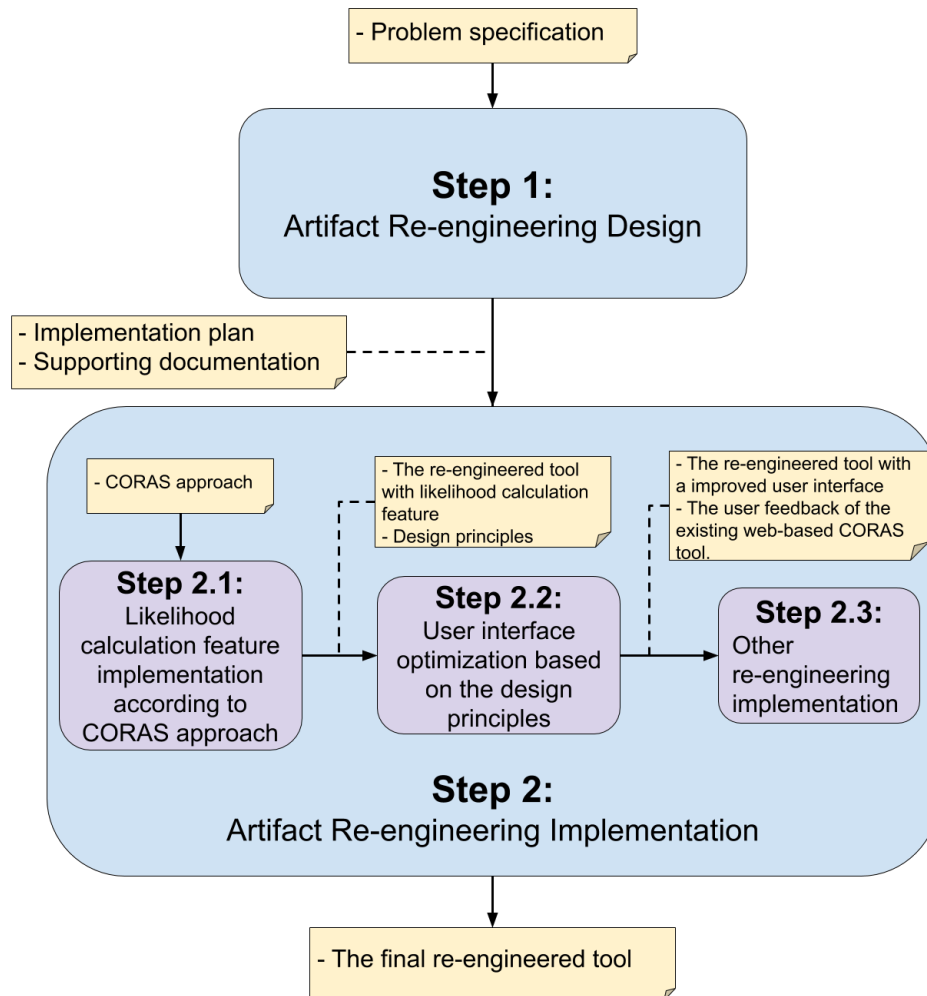 - Problem specification
Step 1:
Artifact Re-engineering Design
- Implementation plan
- Supporting documentation
- CORAS approach
- The re-engineered tool
with likelihood calculation
feature
- Design principles
- The re-engineered tool with
a improved user interface
- The user feedback of the
existing web-based CORAS
tool.
Step 2.1:
Likelihood
calculation feature
implementation
according to
CORAS approach
Step 2.2:
User interface
optimization based
on the design
principles
Step 2.3:
Other
re-engineering
implementation
Step 2:
Artifact Re-engineering Implementation
- The final re-engineered tool